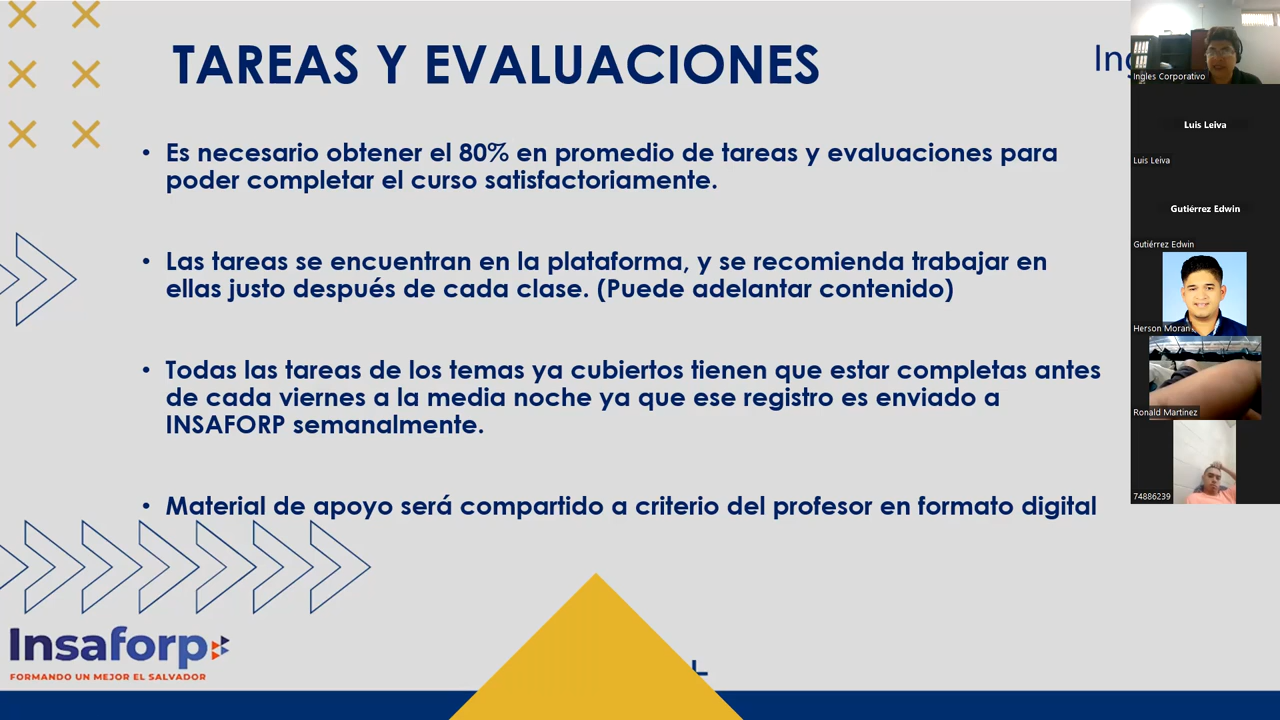 TAREAS Y EVALUACIONES
• Es necesario obtener el 80% en promedio de tareas y evaluaciones para
poder completar el curso satisfactoriamente.
• Las tareas se encuentran en la plataforma, y se recomienda trabajar en
ellas justo después de cada clase. (Puede adelantar contenido)
• Todas las tareas de los temas ya cubiertos tienen que estar completas antes
de cada viernes a la media noche ya que ese registro es enviado a
INSAFORP semanalmente.
• Material de apoyo será compartido a criterio del profesor en formato digital
Insaforp
FORMANDO UN MEJOR EL SALVADOR
Ingles Corporativo
Luis Leiva
Luis Leiva
Gutiérrez Edwin
Gutiérrez Edwin
Herson Moran
Ronald Martinez
74886239